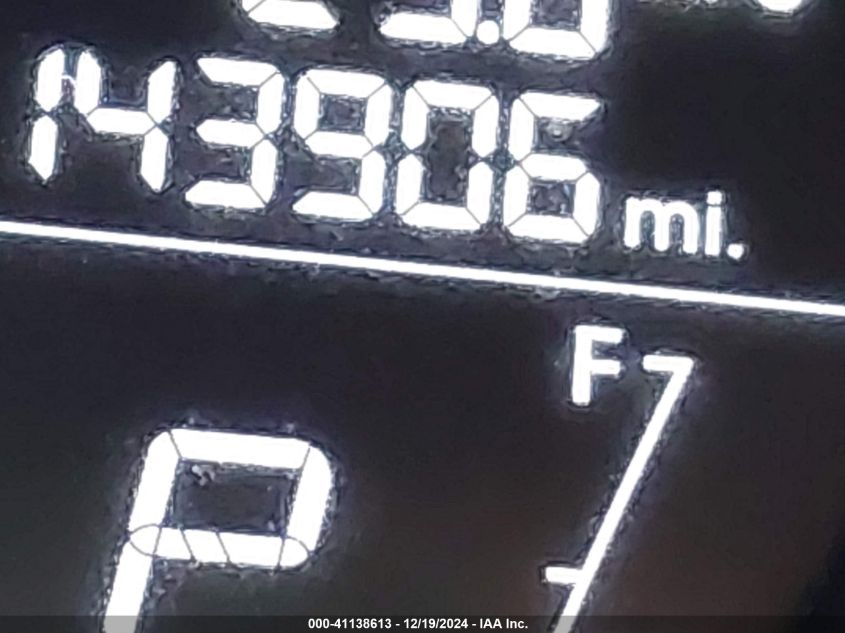 143906 mi.
F
P
000-41138613 - 12/19/2024 - IAA Inc.